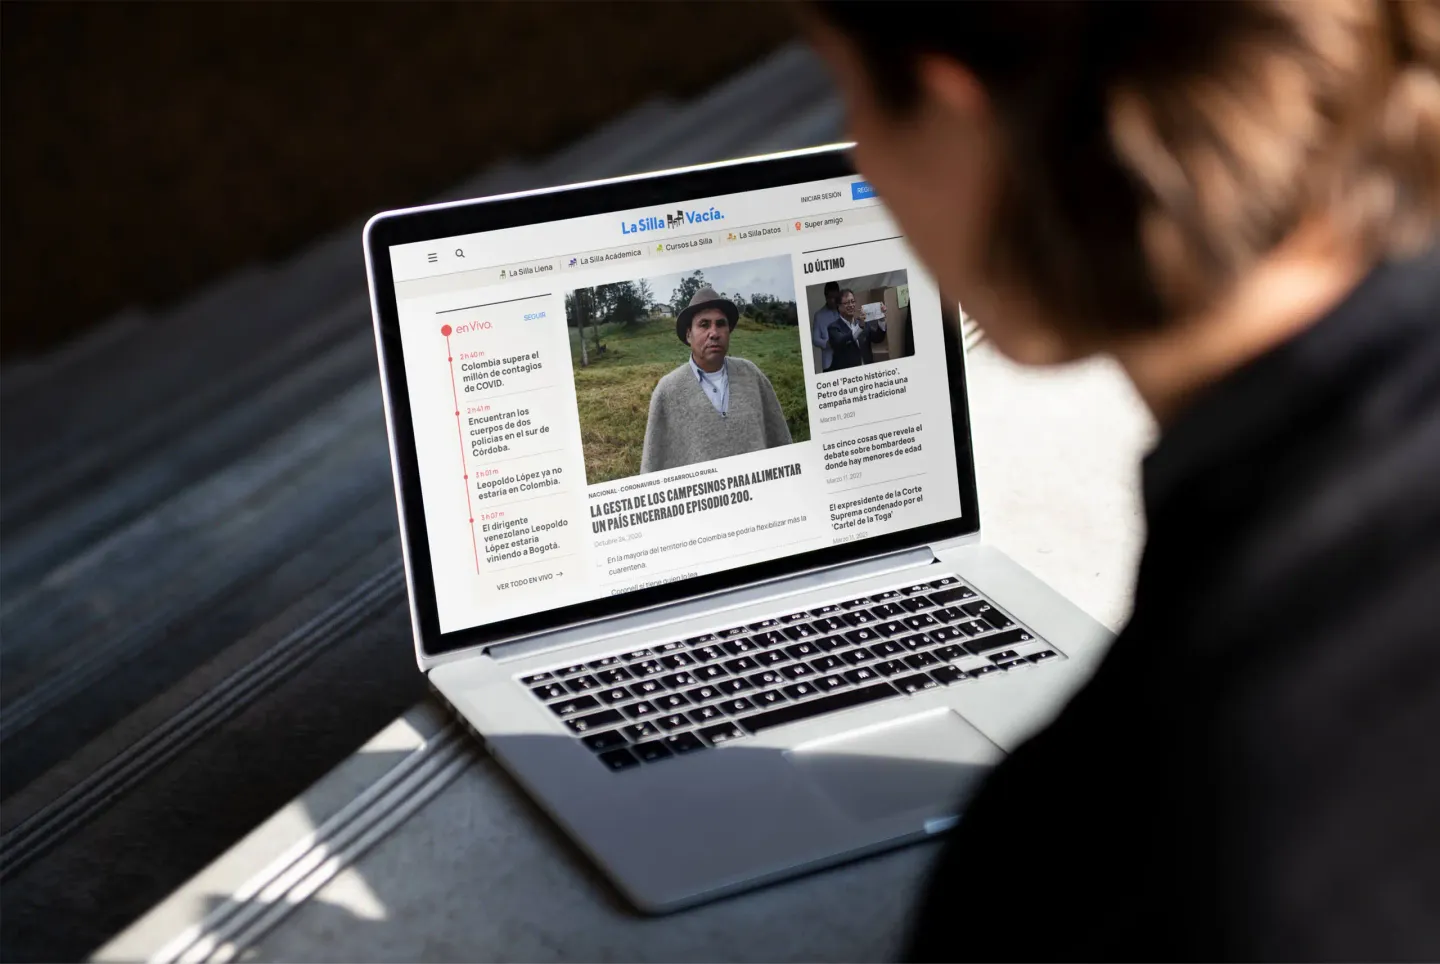 INICIAR SESIÓN
La Silla Vacía.
La Silla Llena
La Silla Académica
Cursos La Silla
La Silla Datos
Super amigo
en Vivo.
SEGUIR
2 h 40 m
Colombia supera el
millón de contagios
de COVID.
2 h 41 m
Encuentran los
cuerpos de dos
policías en el sur de
Córdoba.
Leopoldo López ya no
estaría en Colombia.
El dirigente
venezolano Leopoldo
López estaría
viniendo a Bogotá.
VER TODO EN VIVO →
NACIONAL · CORONAVIRUS · DESARROLLO RURAL
LA GESTA DE LOS CAMPESINOS PARA ALIMENTAR
UN PAÍS ENCERRADO EPISODIO 200.
Octubre 24, 2020
En la mayoría del territorio de Colombia se podría flexibilizar más la
cuarentena.
LO ÚLTIMO
Con el 'Pacto histórico',
Petro da un giro hacia una
campaña más tradicional
Marzo 11, 2021
Las cinco cosas que revela el
debate sobre bombardeos
donde hay menores de edad
Marzo 11, 2021
El expresidente de la Corte
Suprema condenado por el
'Cartel de la Toga'
Marzo 11, 2021